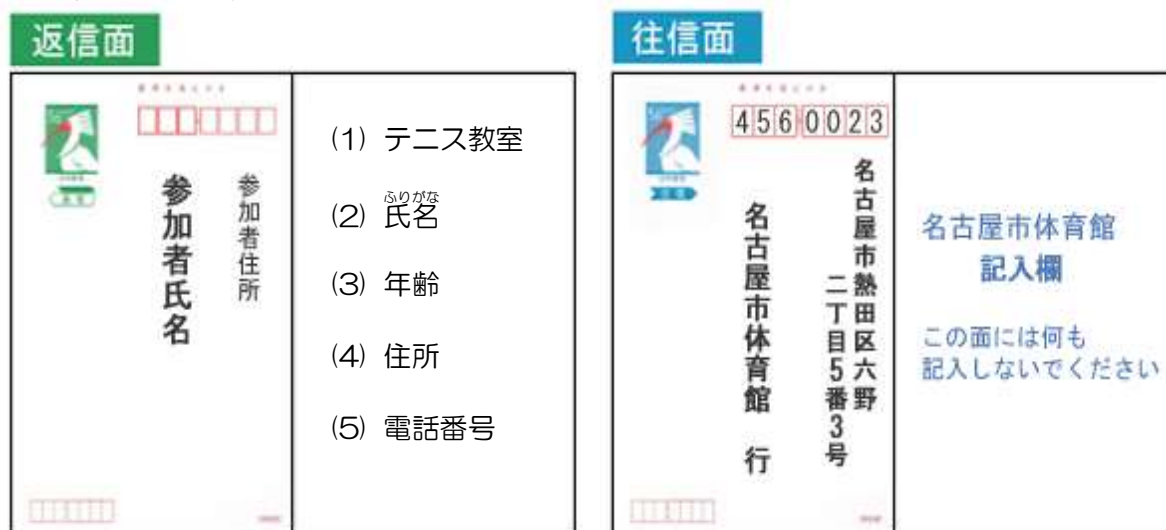 返信面
参加者住所
参加者氏名
(1) テニス教室
ふりがな
(2) 氏名
(3) 年齢
(4) 住所
(5) 電話番号
往信面
4560023
名古屋市熱田区六野
二丁目5番3号
名古屋市体育館 行
名古屋市体育館
記入欄
この面には何も
記入しないでください